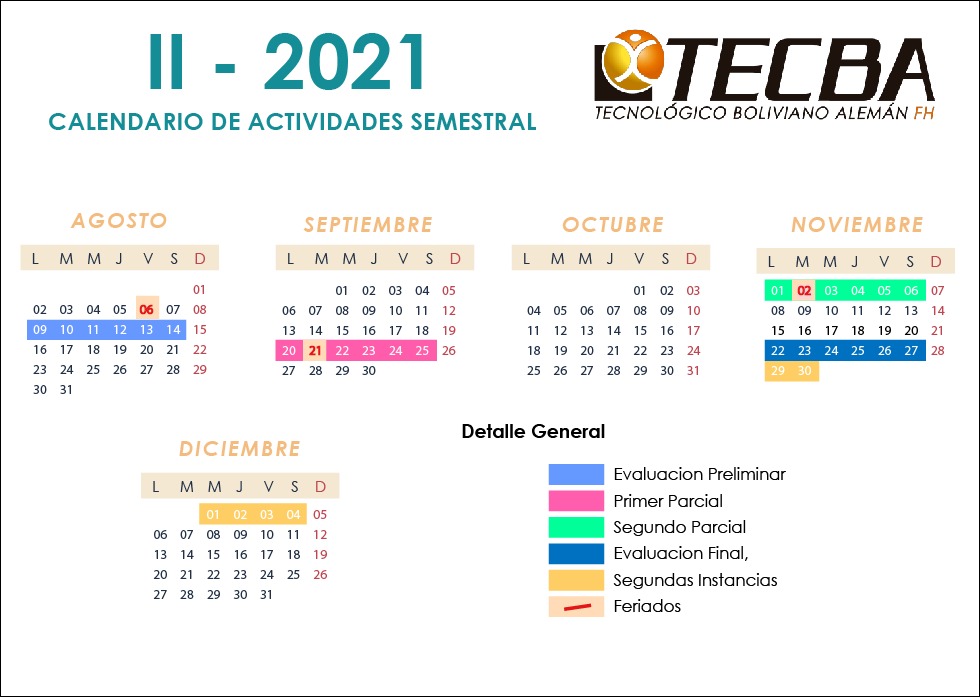 II - 2021
CALENDARIO DE ACTIVIDADES SEMESTRAL
TECBA
TECNOLÓGICO BOLIVIANO ALEMÁN FH
AGOSTO
L M M J V S D
01
02 03 04 05 06 07 08
09 10 11 12 13 14 15
16 17 18 19 20 21 22
23 24 25 26 27 28 29
30 31
SEPTIEMBRE
L M M J V S D
01 02 03 04 05
06 07 08 09 10 11 12
13 14 15 16 17 18 19
20 21 22 23 24 25 26
27 28 29 30
OCTUBRE
L M M J V S D
01 02 03
04 05 06 07 08 09 10
11 12 13 14 15 16 17
18 19 20 21 22 23 24
25 26 27 28 29 30 31
NOVIEMBRE
L M M J V S D
01 02 03 04 05 06 07
08 09 10 11 12 13 14
15 16 17 18 19 20 21
22 23 24 25 26 27 28
29 30
DICIEMBRE
L M M J V S D
01 02 03 04 05
06 07 08 09 10 11 12
13 14 15 16 17 18 19
20 21 22 23 24 25 26
27 28 29 30 31
Detalle General
Evaluacion Preliminar
Primer Parcial
Segundo Parcial
Evaluacion Final,
Segundas Instancias
Feriados